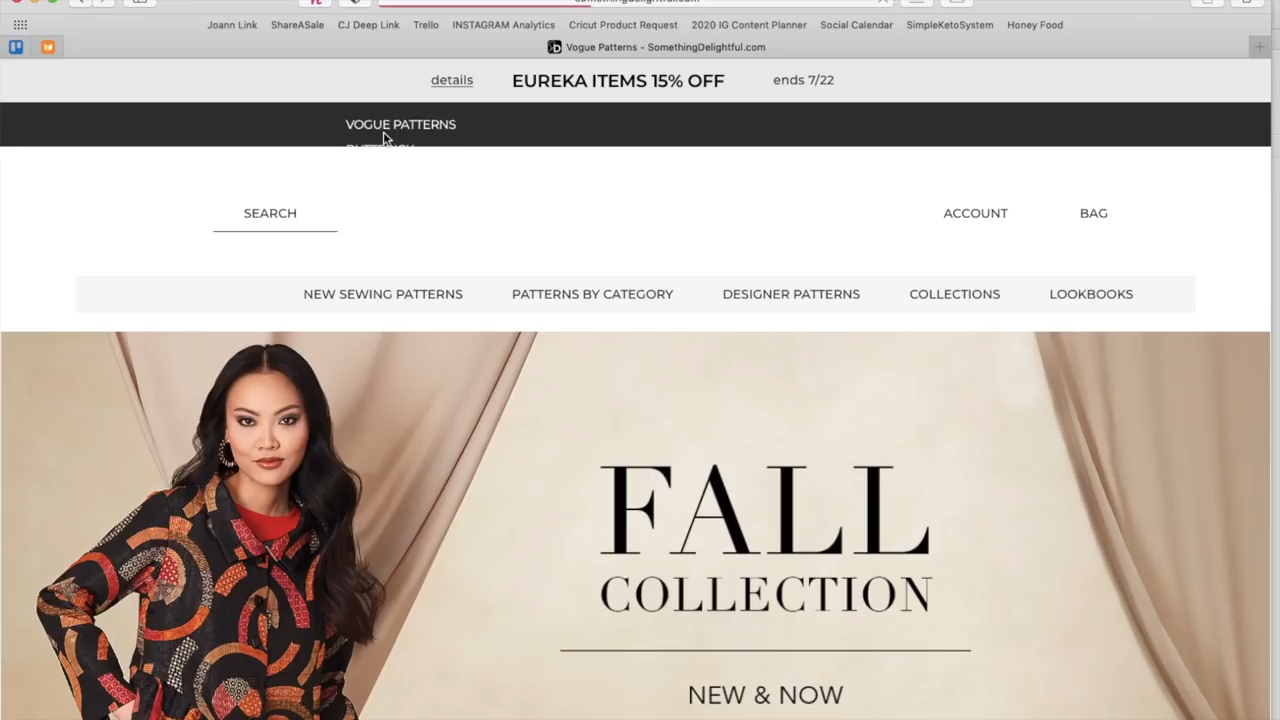 somethingdelightful.com
Joann Link ShareASale CJ Deep Link Trello INSTAGRAM Analytics Cricut Product Request 2020 IG Content Planner Social Calendar SimpleKetoSystem Honey Food
Vogue Patterns - SomethingDelightful.com
details EUREKA ITEMS 15% OFF ends 7/22
VOGUE PATTERNS
SEARCH ACCOUNT BAG
NEW SEWING PATTERNS PATTERNS BY CATEGORY DESIGNER PATTERNS COLLECTIONS LOOKBOOKS
FALL
COLLECTION
NEW & NOW